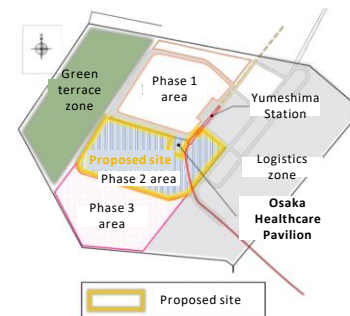 Green
terrace
zone
Phase 1
area
Yumeshima
Station
Proposed site
Phase 2 area
Logistics
zone
Phase 3
area
Osaka
Healthcare
Pavilion
Proposed site